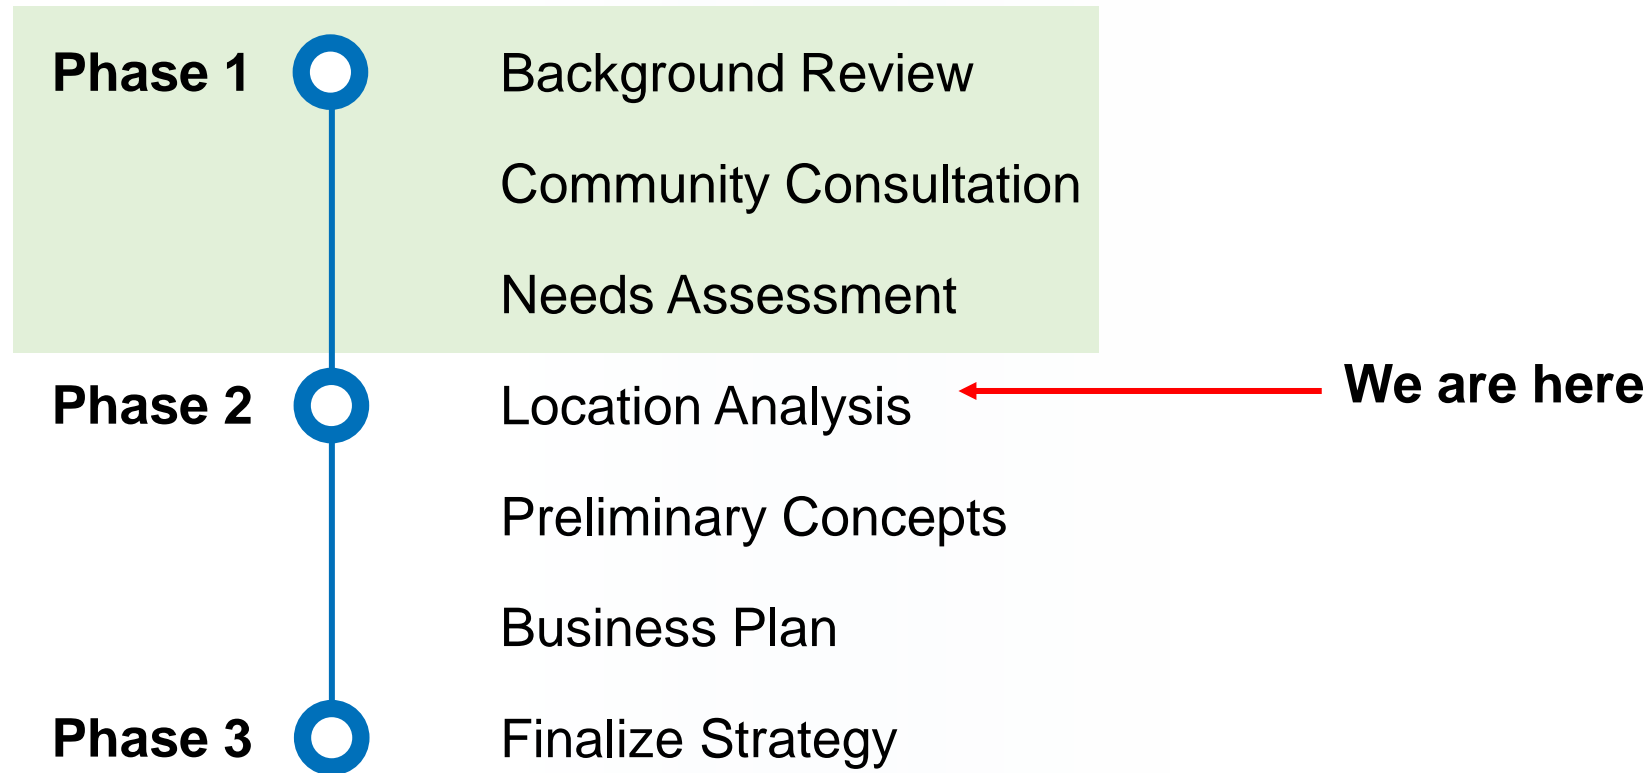 Phase 1 Background Review
Community Consultation
Needs Assessment
Phase 2 Location Analysis
We are here
Preliminary Concepts
Business Plan
Phase 3 Finalize Strategy